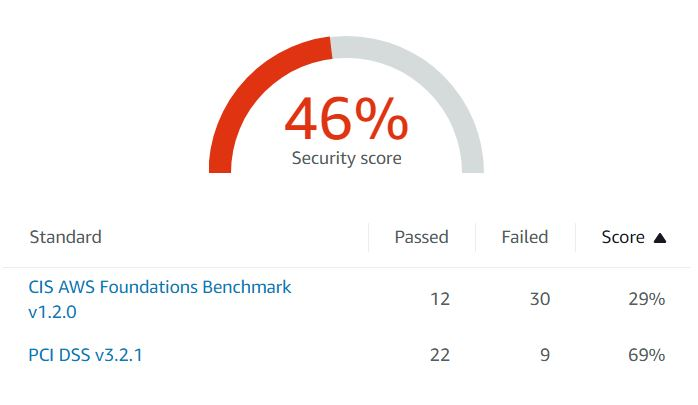 46%
Security score
Standard Passed Failed Score ▲
CIS AWS Foundations Benchmark
v1.2.0 12 30 29%
PCI DSS v3.2.1 22 9 69%